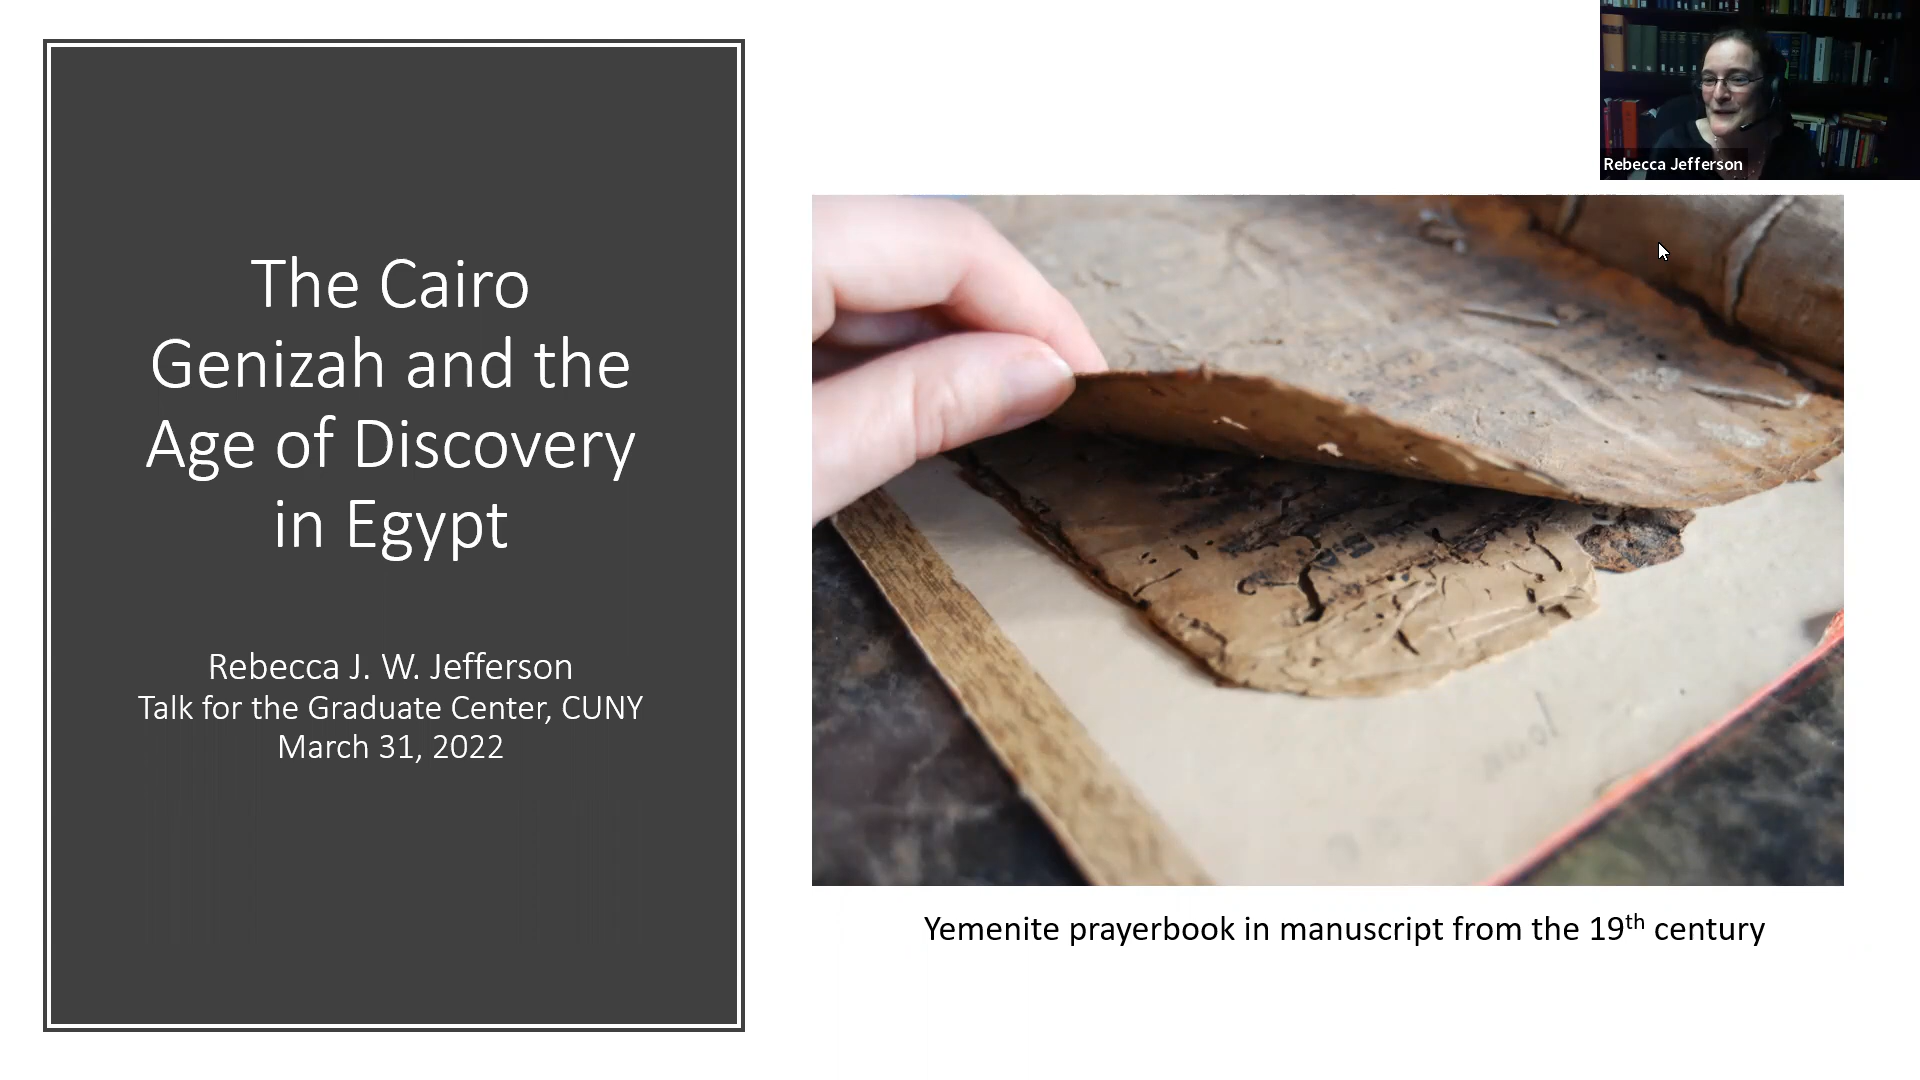 The Cairo
Genizah and the
Age of Discovery
in Egypt
Rebecca J. W. Jefferson
Talk for the Graduate Center, CUNY
March 31, 2022
Rebecca Jefferson
Yemenite prayerbook in manuscript from the 19th century